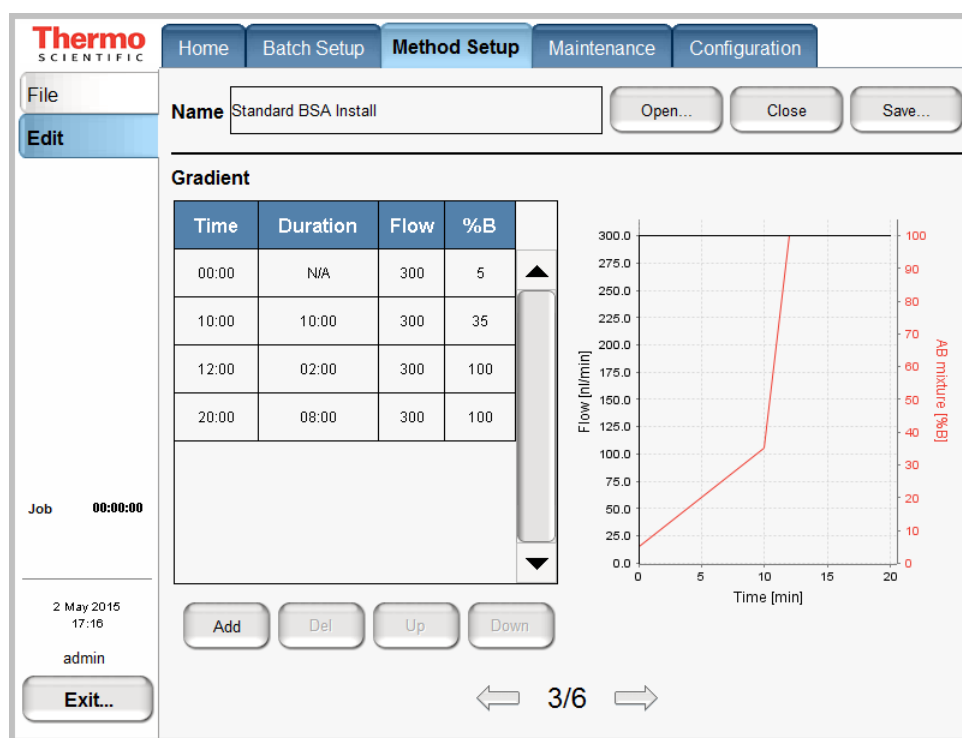 Thermo
SCIENTIFIC
Home Batch Setup Method Setup Maintenance Configuration
File
Edit
Name Standard BSA Install Open... Close Save...
Gradient
Time Duration Flow %B
00:00 N/A 300 5
10:00 10:00 300 35
12:00 02:00 300 100
20:00 08:00 300 100
Add Del Up Down
300.0
275.0
250.0
225.0
200.0
175.0
150.0
125.0
100.0
75.0
50.0
25.0
0.0
Flow [nl/min]
0 5 10 15 20
Time [min]
100
90
80
70
60
50
40
30
20
10
0
AB mixture [%B]
Job 00:00:00
2 May 2015
17:16
admin
Exit...
3/6